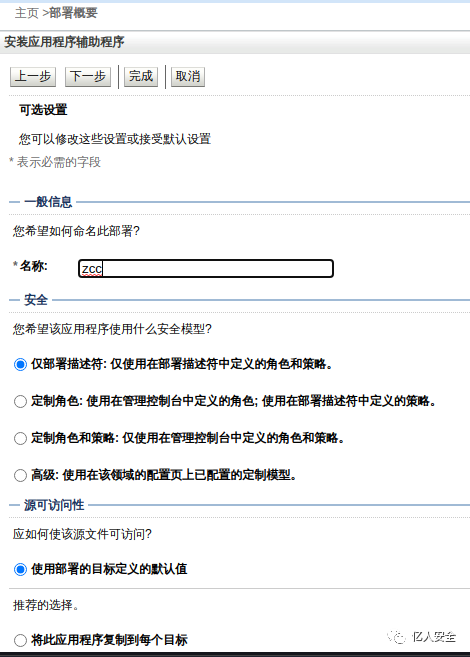 主页 >部署概要
安装应用程序辅助程序
上一步 下一步 完成 取消
可选设置
您可以修改这些设置或接受默认设置
* 表示必需的字段
一般信息
您希望如何命名此部署?
* 名称: zcc
安全
您希望该应用程序使用什么安全模型?
仅部署描述符: 仅使用在部署描述符中定义的角色和策略。
定制角色: 使用在管理控制台中定义的角色; 使用在部署描述符中定义的策略。
定制角色和策略: 仅使用在管理控制台中定义的角色和策略。
高级: 使用在该领域的配置页上已配置的定制模型。
源可访问性
应如何使该源文件可访问?
使用部署的目标定义的默认值
推荐的选择。
将此应用程序复制到每个目标
亿人安全